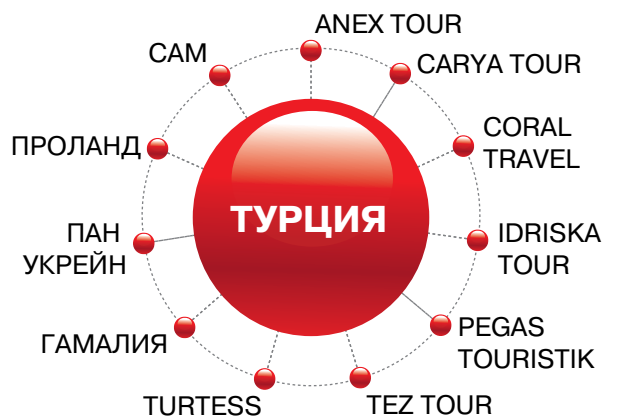 ANEX TOUR
CARYA TOUR
CORAL
TRAVEL
IDRISKA
TOUR
PEGAS
TOURISTIK
TEZ TOUR
TURTESS
ГАМАЛИЯ
ПАН
УКРЕЙН
ПРОЛАНД
САМ
ТУРЦИЯ